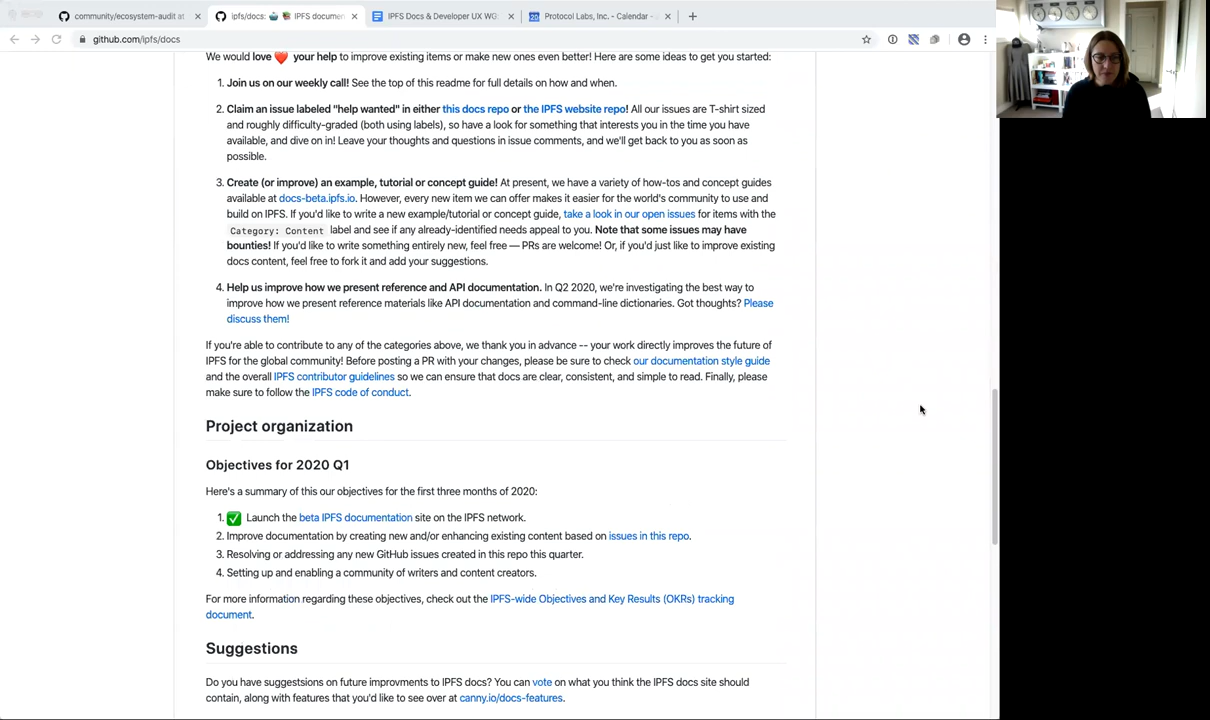 community/ecosystem-audit at
ipfs/docs: IPFS documen
IPFS Docs & Developer UX WG:
Protocol Labs, Inc. - Calendar -
github.com/ipfs/docs
We would love ❤️ your help to improve existing items or make new ones even better! Here are some ideas to get you started:
1. Join us on our weekly call! See the top of this readme for full details on how and when.
2. Claim an issue labeled "help wanted" in either this docs repo or the IPFS website repo! All our issues are T-shirt sized
and roughly difficulty-graded (both using labels), so have a look for something that interests you in the time you have
available, and dive on in! Leave your thoughts and questions in issue comments, and we'll get back to you as soon as
possible.
3. Create (or improve) an example, tutorial or concept guide! At present, we have a variety of how-tos and concept guides
available at docs-beta.ipfs.io. However, every new item we can offer makes it easier for the world's community to use and
build on IPFS. If you'd like to write a new example/tutorial or concept guide, take a look in our open issues for items with the
Category: Content label and see if any already-identified needs appeal to you. Note that some issues may have
bounties! If you'd like to write something entirely new, feel free — PRs are welcome! Or, if you'd just like to improve existing
docs content, feel free to fork it and add your suggestions.
4. Help us improve how we present reference and API documentation. In Q2 2020, we're investigating the best way to
improve how we present reference materials like API documentation and command-line dictionaries. Got thoughts? Please
discuss them!
If you're able to contribute to any of the categories above, we thank you in advance -- your work directly improves the future of
IPFS for the global community! Before posting a PR with your changes, please be sure to check our documentation style guide
and the overall IPFS contributor guidelines so we can ensure that docs are clear, consistent, and simple to read. Finally, please
make sure to follow the IPFS code of conduct.
Project organization
Objectives for 2020 Q1
Here's a summary of this our objectives for the first three months of 2020:
1. ✅ Launch the beta IPFS documentation site on the IPFS network.
2. Improve documentation by creating new and/or enhancing existing content based on issues in this repo.
3. Resolving or addressing any new GitHub issues created in this repo this quarter.
4. Setting up and enabling a community of writers and content creators.
For more information regarding these objectives, check out the IPFS-wide Objectives and Key Results (OKRs) tracking
document.
Suggestions
Do you have suggestsions on future improvments to IPFS docs? You can vote on what you think the IPFS docs site should
contain, along with features that you'd like to see over at canny.io/docs-features.